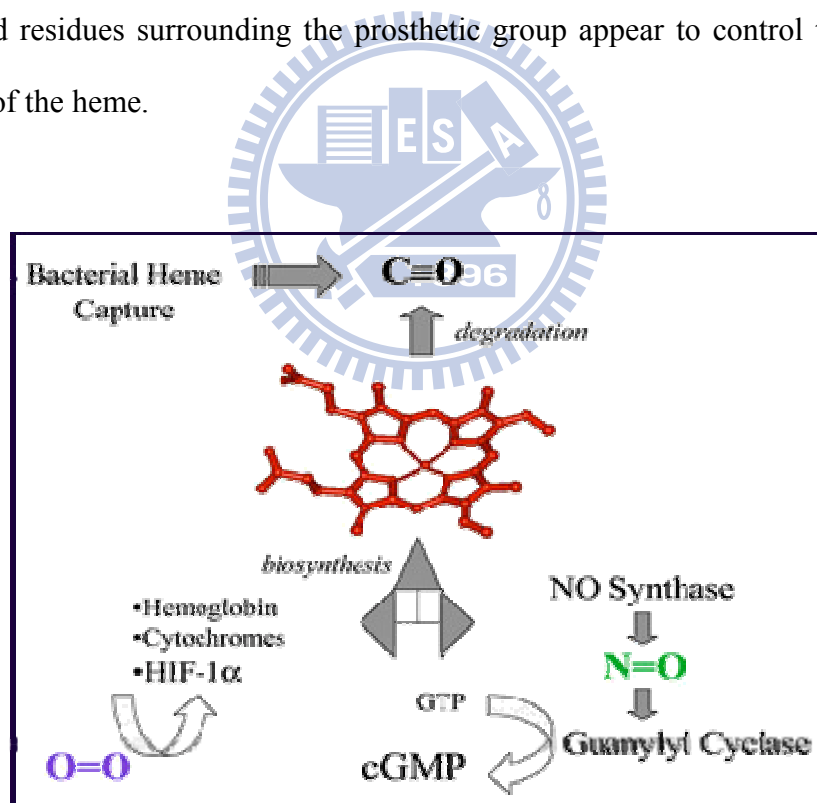 d residues surrounding the prosthetic group appear to control
of the heme.
E S A
Bacterial Heme
Capture
C≡O
96
degradation
biosynthesis
•Hemoglobin
•Cytochromes
•HIF-1α
O=O
GTP
cGMP
NO Synthase
N=O
Guanylyl Cyclase